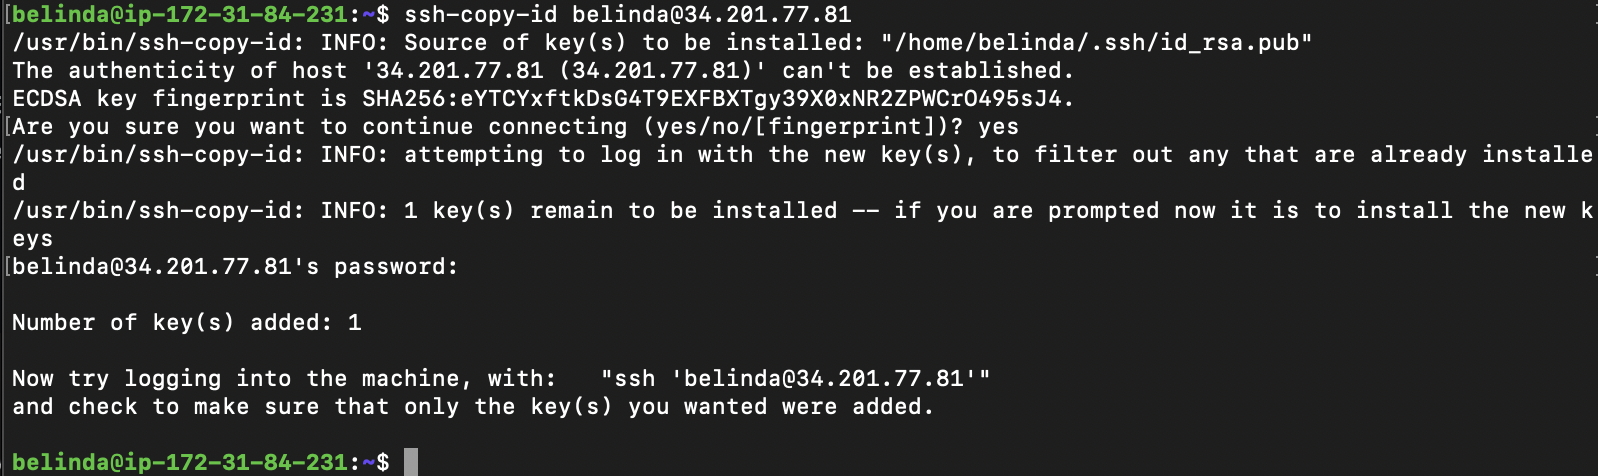 [belinda@ip-172-31-84-231:~$ ssh-copy-id belinda@34.201.77.81
/usr/bin/ssh-copy-id: INFO: Source of key(s) to be installed: "/home/belinda/.ssh/id_rsa.pub"
The authenticity of host '34.201.77.81 (34.201.77.81)' can't be established.
ECDSA key fingerprint is SHA256:eYTCYxftkDsG4T9EXFBXTgy39X0xNR2ZPWCrO495sJ4.
[Are you sure you want to continue connecting (yes/no/[fingerprint])? yes
/usr/bin/ssh-copy-id: INFO: attempting to log in with the new key(s), to filter out any that are already installe
d
/usr/bin/ssh-copy-id: INFO: 1 key(s) remain to be installed -- if you are prompted now it is to install the new k
eys
[belinda@34.201.77.81's password:
Number of key(s) added: 1
Now try logging into the machine, with:   "ssh 'belinda@34.201.77.81'"
and check to make sure that only the key(s) you wanted were added.
belinda@ip-172-31-84-231:~$